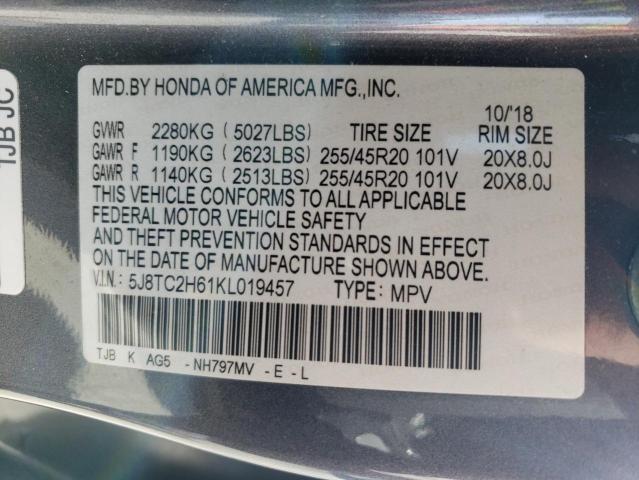 1JB JC
MFD.BY HONDA OF AMERICA MFG.,INC.
10/'18
GVWR 2280KG (5027LBS) TIRE SIZE RIM SIZE
GAWR F 1190KG (2623LBS) 255/45R20 101V 20X8.0J
GAWR R 1140KG (2513LBS) 255/45R20 101V 20X8.0J
THIS VEHICLE CONFORMS TO ALL APPLICABLE
FEDERAL MOTOR VEHICLE SAFETY
AND THEFT PREVENTION STANDARDS IN EFFECT
ON THE DATE OF MANUFACTURE SHOWN ABOVE.
V.I.N.: 5J8TC2H61KL019457 TYPE: MPV
TJB K AG5 -NH797MV -E -L